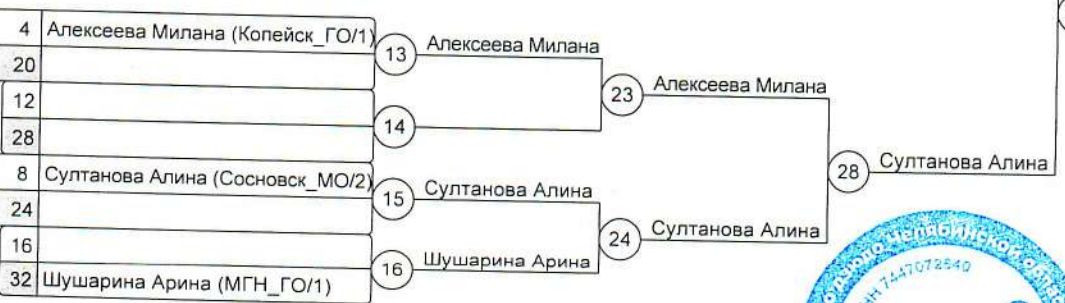 4 Алексеева Милана (Копейск_ГО/1)
20
12
28
8 Султанова Алина (Сосновск_МО/2)
24
16
32 Шушарина Арина (МГН_ГО/1)
13 Алексеева Милана
14
15 Султанова Алина
16 Шушарина Арина
23 Алексеева Милана
24 Султанова Алина
28 Султанова Алина
Челябинской
7447072640